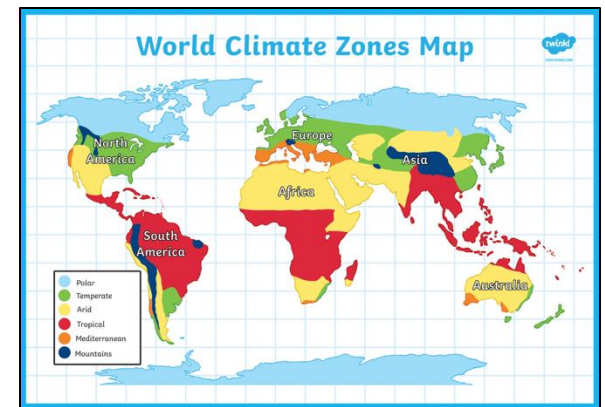 World Climate Zones Map
twinkl
North
America
Europe
Asia
Africa
South
America
Australia
Polar
Temperate
Arid
Tropical
Mediterranean
Mountains